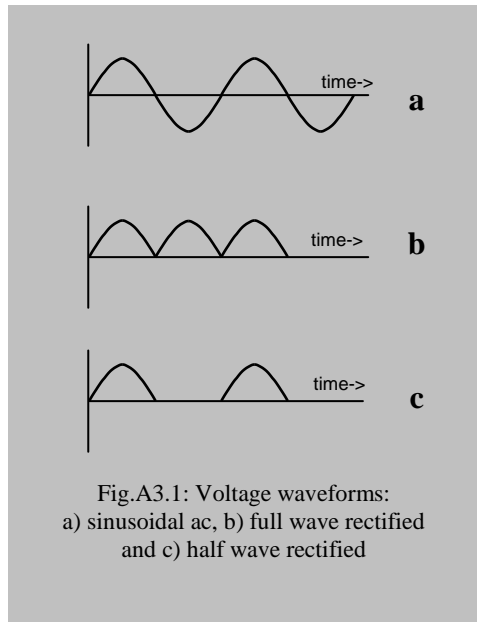 time->
a
time->
b
time->
c
Fig.A3.1: Voltage waveforms:
a) sinusoidal ac, b) full wave rectified
and c) half wave rectified